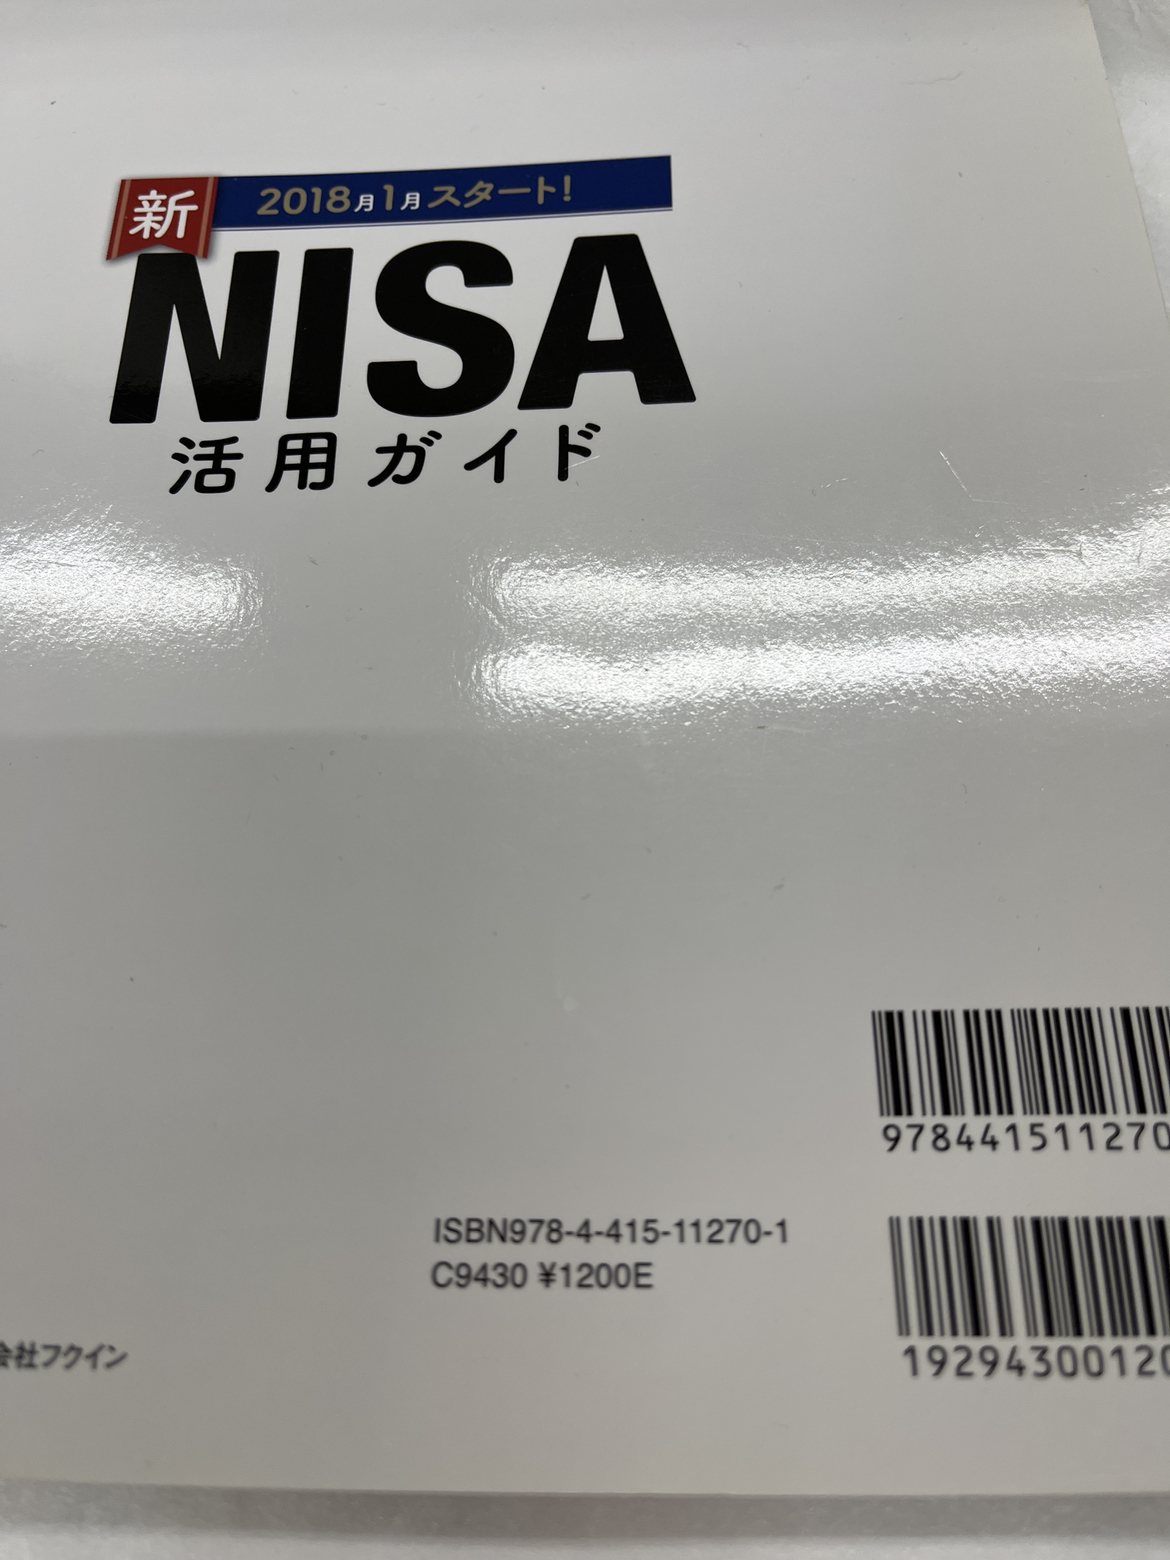 新
2018月1月スタート!
NISA
活用ガイド
978441511270
ISBN978-4-415-11270-1
C9430 ¥1200E
19294300120
会社フクイン